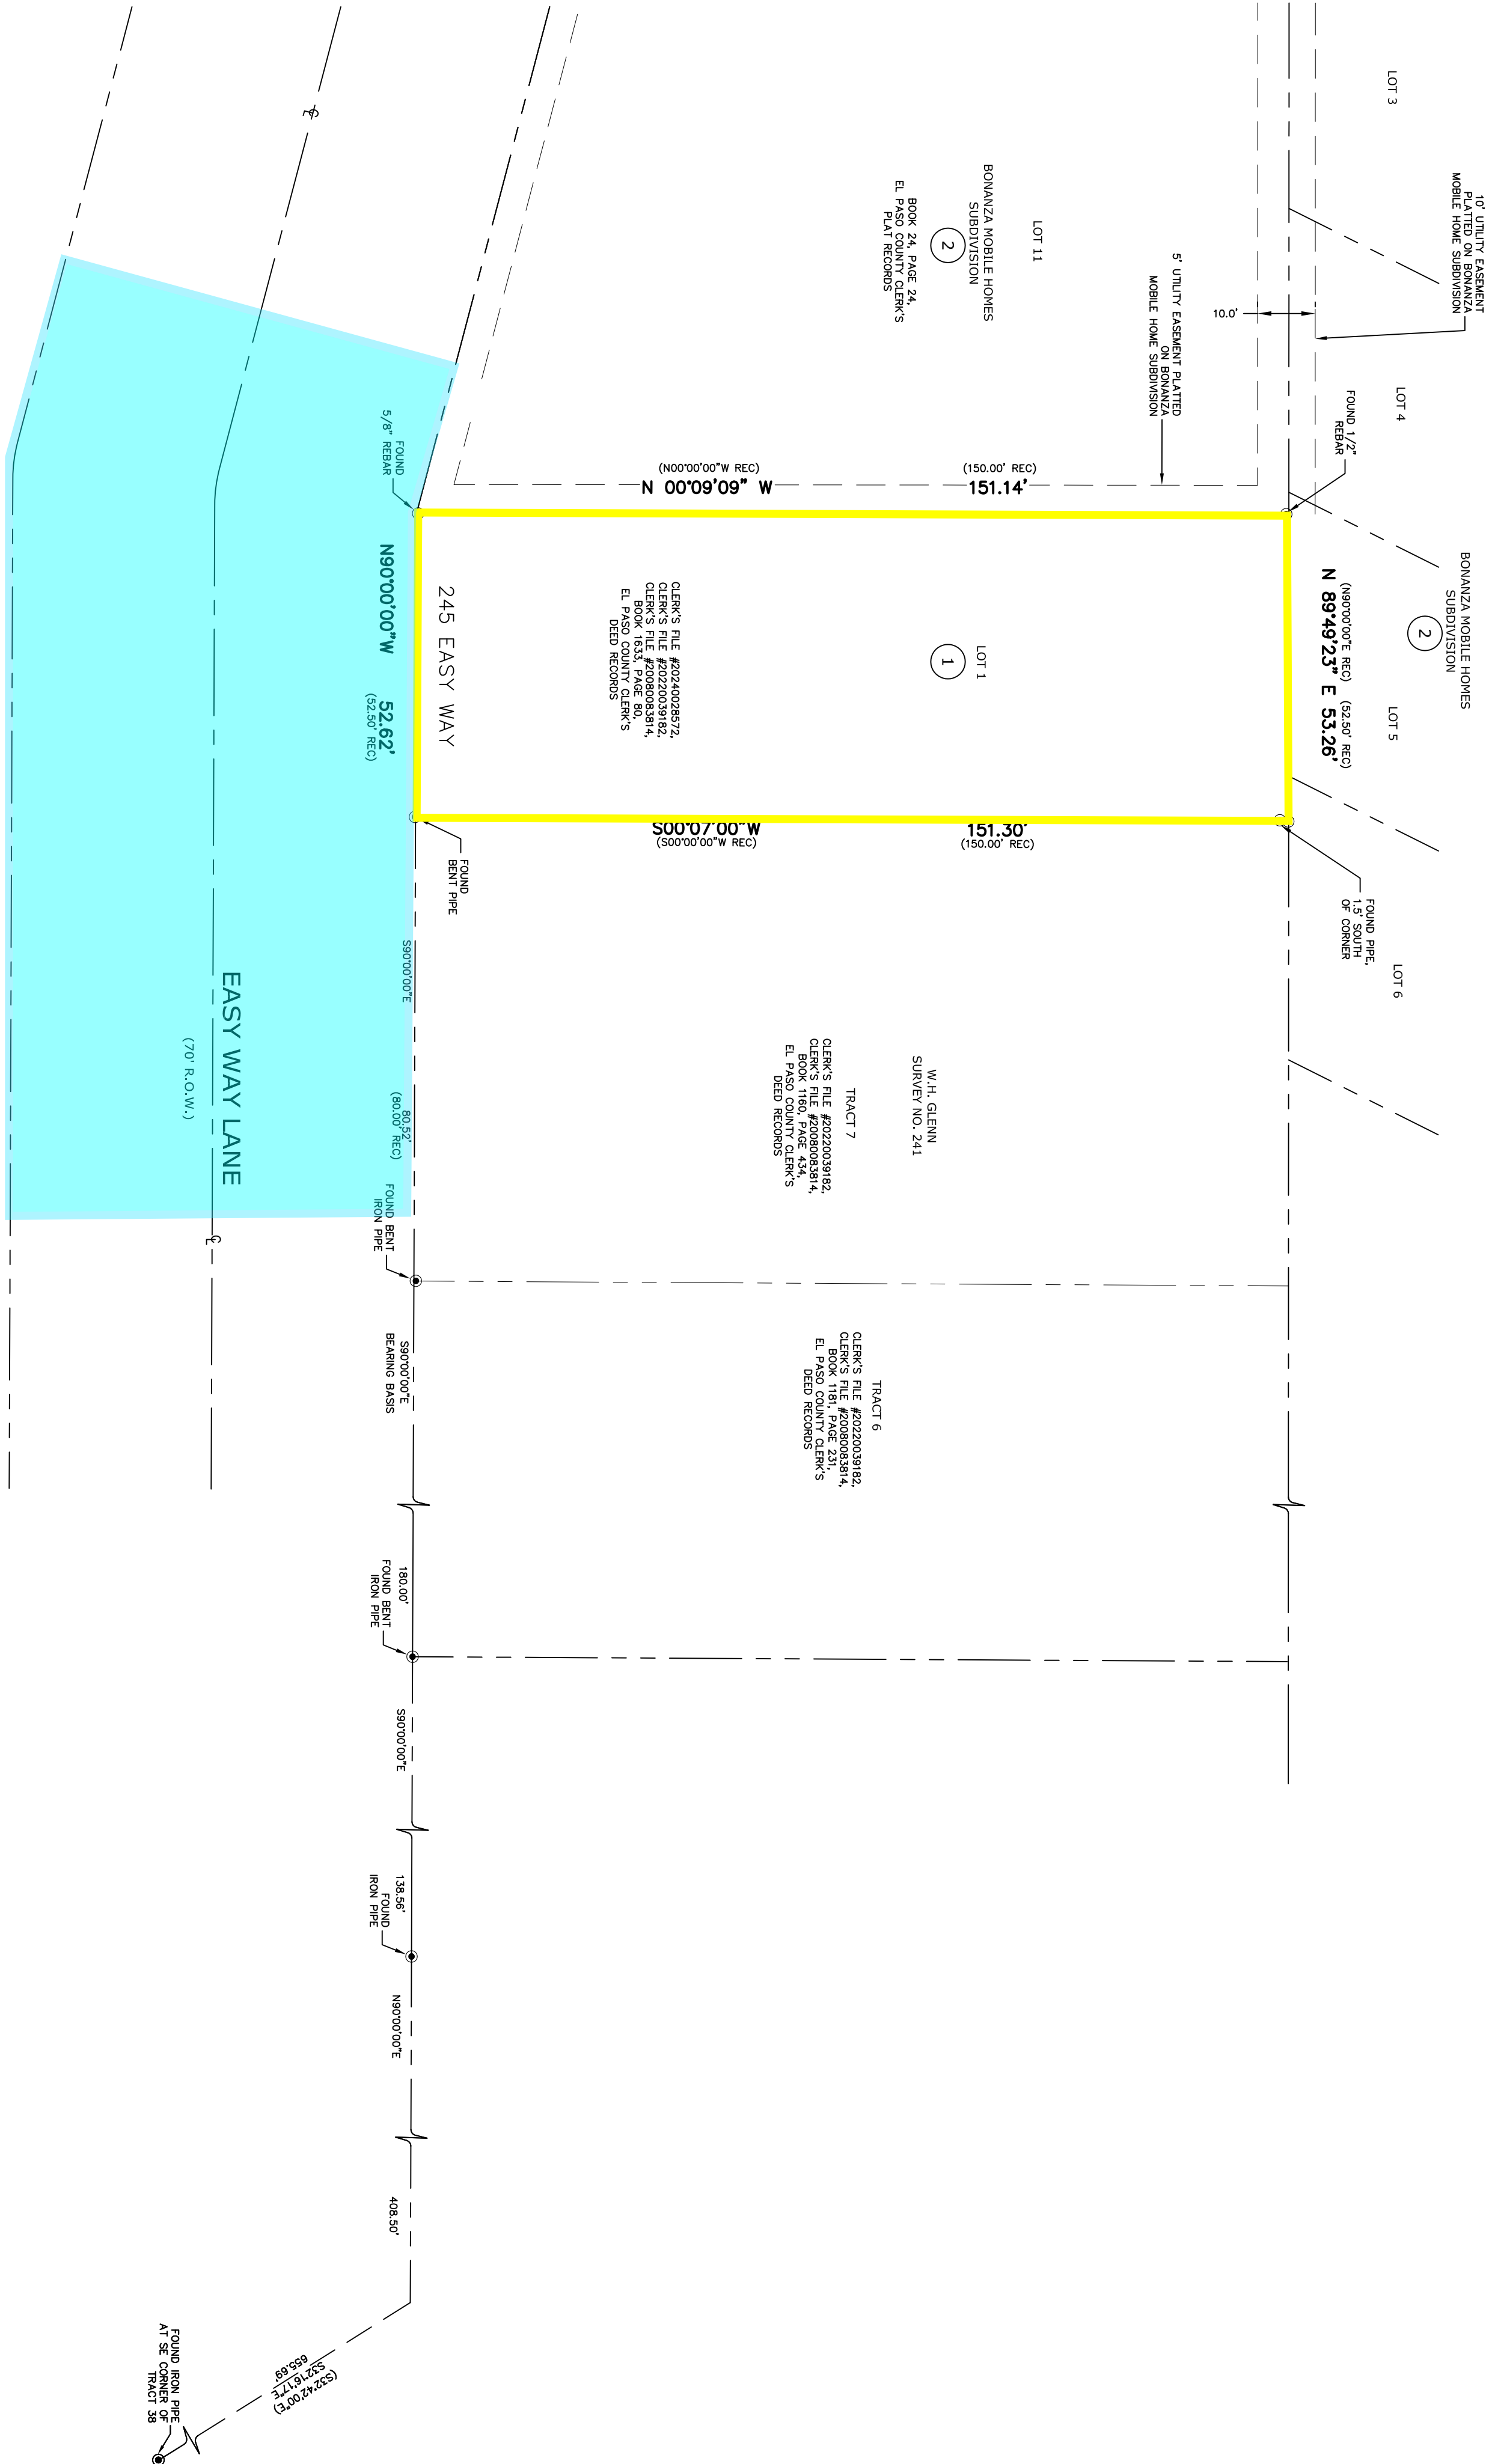 LOT 3
10' UTILITY EASEMENT
PLATTED ON BONANZA
MOBILE HOME SUBDIVISION
10.0'
LOT 4
FOUND 1/2"
REBAR
BONANZA MOBILE HOMES
SUBDIVISION
2
LOT 5
(N90°00'00"E REC) (52.50' REC)
N 89°49'23" E 53.26'
FOUND PIPE,
1.5' SOUTH
OF CORNER
LOT 6
LOT 11
BONANZA MOBILE HOMES
SUBDIVISION
2
BOOK 24, PAGE 24,
EL PASO COUNTY CLERK'S
PLAT RECORDS
5' UTILITY EASEMENT PLATTED
ON BONANZA
MOBILE HOME SUBDIVISION
(N00°00'00"W REC)
(150.00' REC)
N 00°09'09" W
151.14'
LOT 1
1
CLERK'S FILE #20240028572,
CLERK'S FILE #20220039182,
CLERK'S FILE #20080083814,
BOOK 1633, PAGE 80,
EL PASO COUNTY CLERK'S
DEED RECORDS
245 EASY WAY
S00°07'00"W
151.30'
(S00°00'00"W REC)
(150.00' REC)
FOUND
5/8" REBAR
N90°00'00"W
52.62'
(52.50' REC)
FOUND
BENT PIPE
W.H. GLENN
SURVEY NO. 241
TRACT 7
CLERK'S FILE #20220039182,
CLERK'S FILE #20080083814,
BOOK 1160, PAGE 434,
EL PASO COUNTY CLERK'S
DEED RECORDS
S90°00'00"E
80.52'
(80.00' REC)
FOUND BENT
IRON PIPE
EASY WAY LANE
(70' R.O.W.)
TRACT 6
CLERK'S FILE #20220039182,
CLERK'S FILE #20080083814,
BOOK 1181, PAGE 231,
EL PASO COUNTY CLERK'S
DEED RECORDS
S90°00'00"E
BEARING BASIS
180.00'
FOUND BENT
IRON PIPE
S90°00'00"E
138.56'
FOUND
IRON PIPE
N90°00'00"E
408.50'
(S32°42'00"E)
S32°16'17"E
655.69'
FOUND IRON PIPE
AT SE CORNER OF
TRACT 38